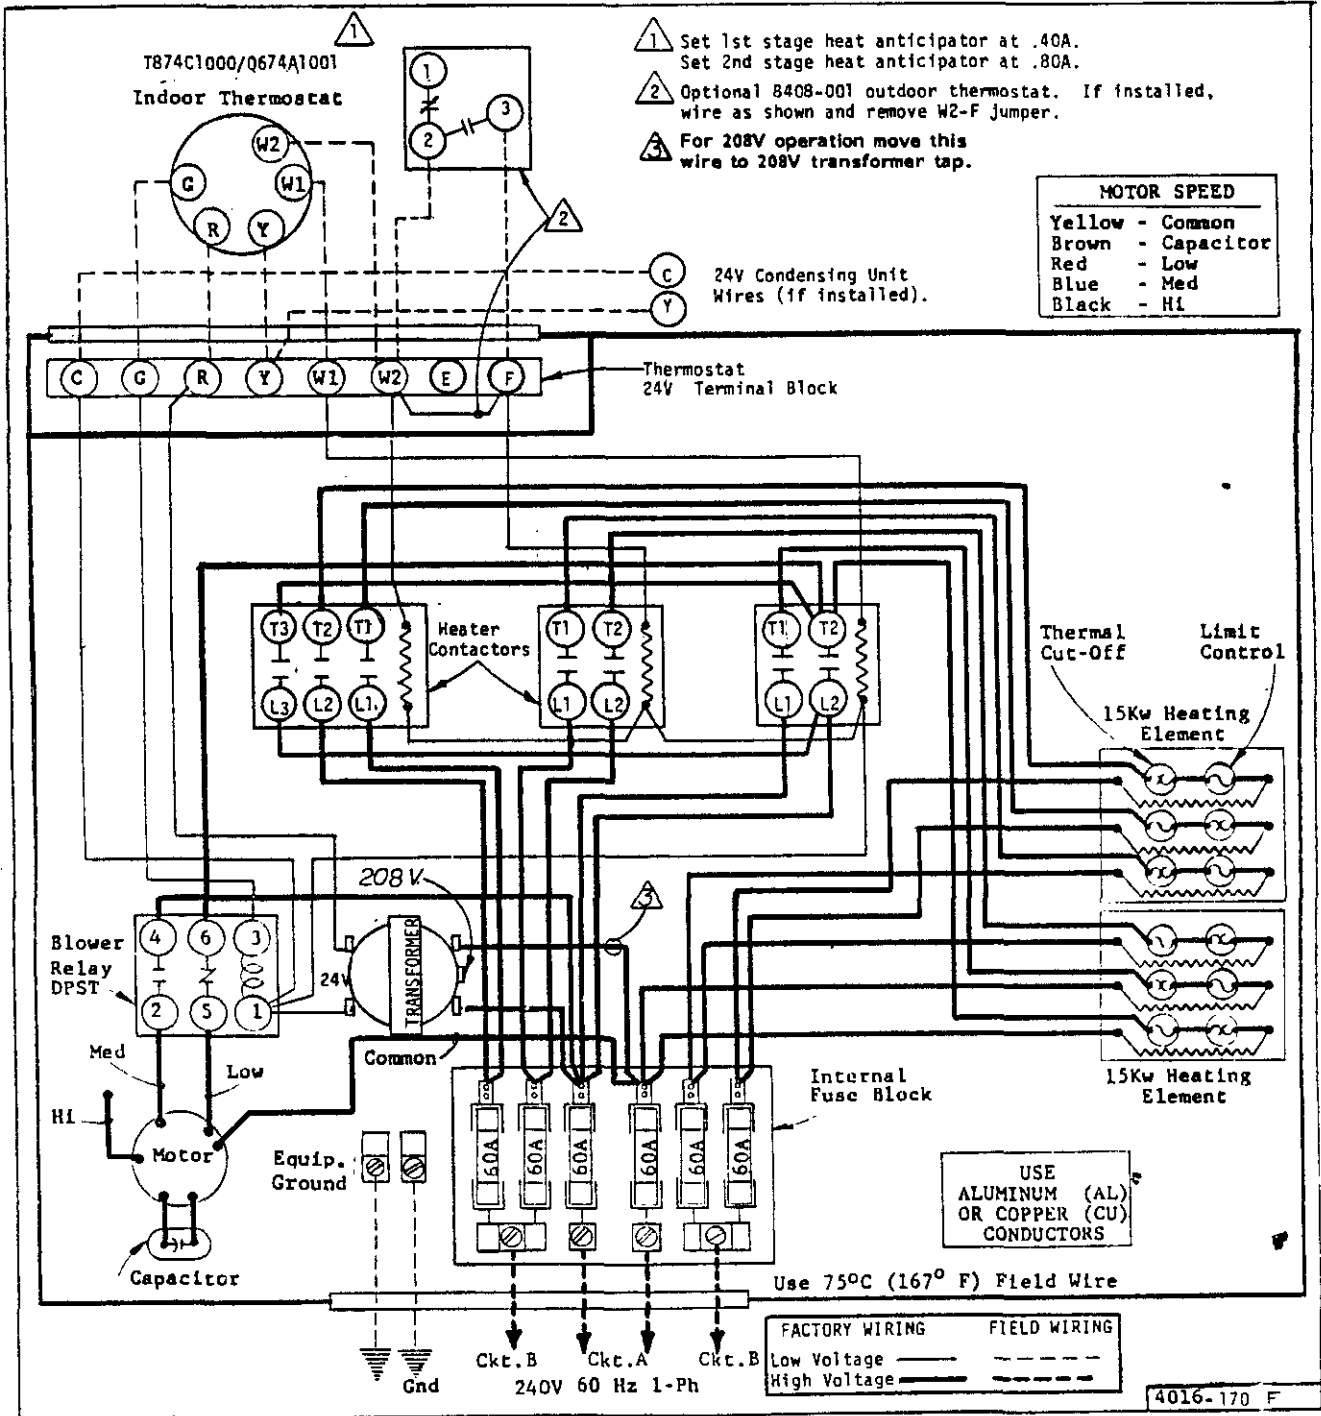 1
T874C1000/Q674A1001
Indoor Thermostat
W2
G
W1
R
Y
1
3
2
2
1 Set 1st stage heat anticipator at .40A.
Set 2nd stage heat anticipator at .80A.
2 Optional 8408-001 outdoor thermostat. If installed,
wire as shown and remove W2-F jumper.
3 For 208V operation move this
wire to 208V transformer tap.
MOTOR SPEED
Yellow - Common
Brown - Capacitor
Red - Low
Blue - Med
Black - Hi
C
Y
24V Condensing Unit
Wires (if installed).
C G R Y W1 W2 E F
Thermostat
24V Terminal Block
T3 T2 T1
L3 L2 L1
Heater
Contactors
T1 T2
L1 L2
T1 T2
L1 L2
Thermal
Cut-Off
Limit
Control
15Kw Heating
Element
15Kw Heating
Element
208V.
3
Blower
Relay
DPST
4 6 3
2 5 1
24V
TRANSFORMER
Common
Med
Low
Hi
Motor
Capacitor
Equip.
Ground
Internal
Fuse Block
60A 60A 60A 60A 60A 60A
USE
ALUMINUM (AL)
OR COPPER (CU)
CONDUCTORS
Use 75°C (167° F) Field Wire
Gnd
Ckt.B Ckt.A Ckt.B
240V 60 Hz 1-Ph
FACTORY WIRING FIELD WIRING
Low Voltage
High Voltage
4016-170 F